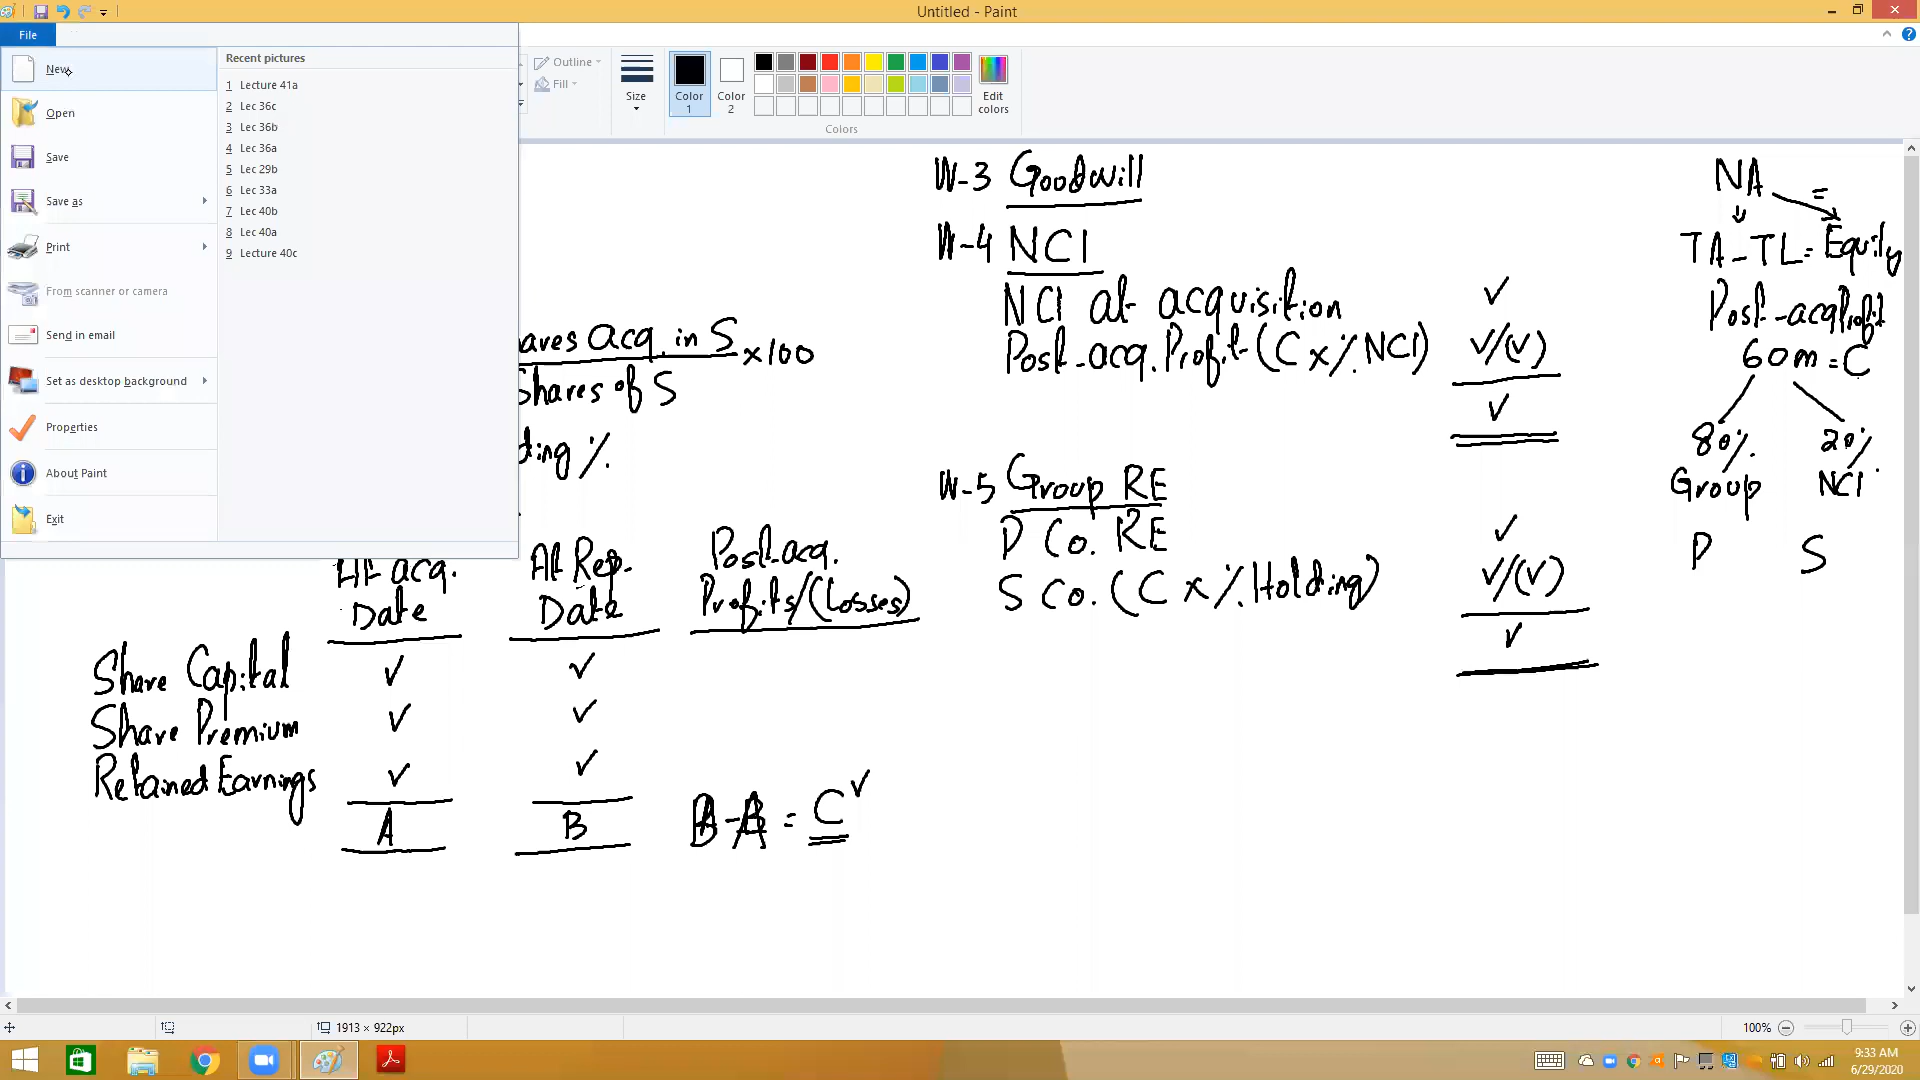 Untitled - Paint
File
New
Open
Save
Save as
Print
From scanner or camera
Send in email
Set as desktop background
Properties
About Paint
Exit
Recent pictures
1 Lecture 41a
2 Lec 36c
3 Lec 36b
4 Lec 36a
5 Lec 29b
6 Lec 33a
7 Lec 40b
8 Lec 40a
9 Lecture 40c
Outline
Fill
Size
Color 1
Color 2
Edit colors
Colors
ares Acq. in S x100
Shares of S
ding %
At acq. Date
At Rep. Date
Post-acq. Profits/(Losses)
Share Capital ✓ ✓
Share Premium ✓ ✓
Retained Earnings ✓ ✓
A B B-A = C ✓
W-3 Goodwill
W-4 NCI
NCI at acquisition ✓
Post-acq. Profit (C x % NCI) ✓/(✓)
✓
W-5 Group RE
P Co. RE ✓
S Co. (C x % Holding) ✓/(✓)
✓
NA =
TA-TL = Equity
Post-acq Profit
60m = C
80% 20%
Group NCI
P S
1913 × 922px
100%
9:33 AM
6/29/2020